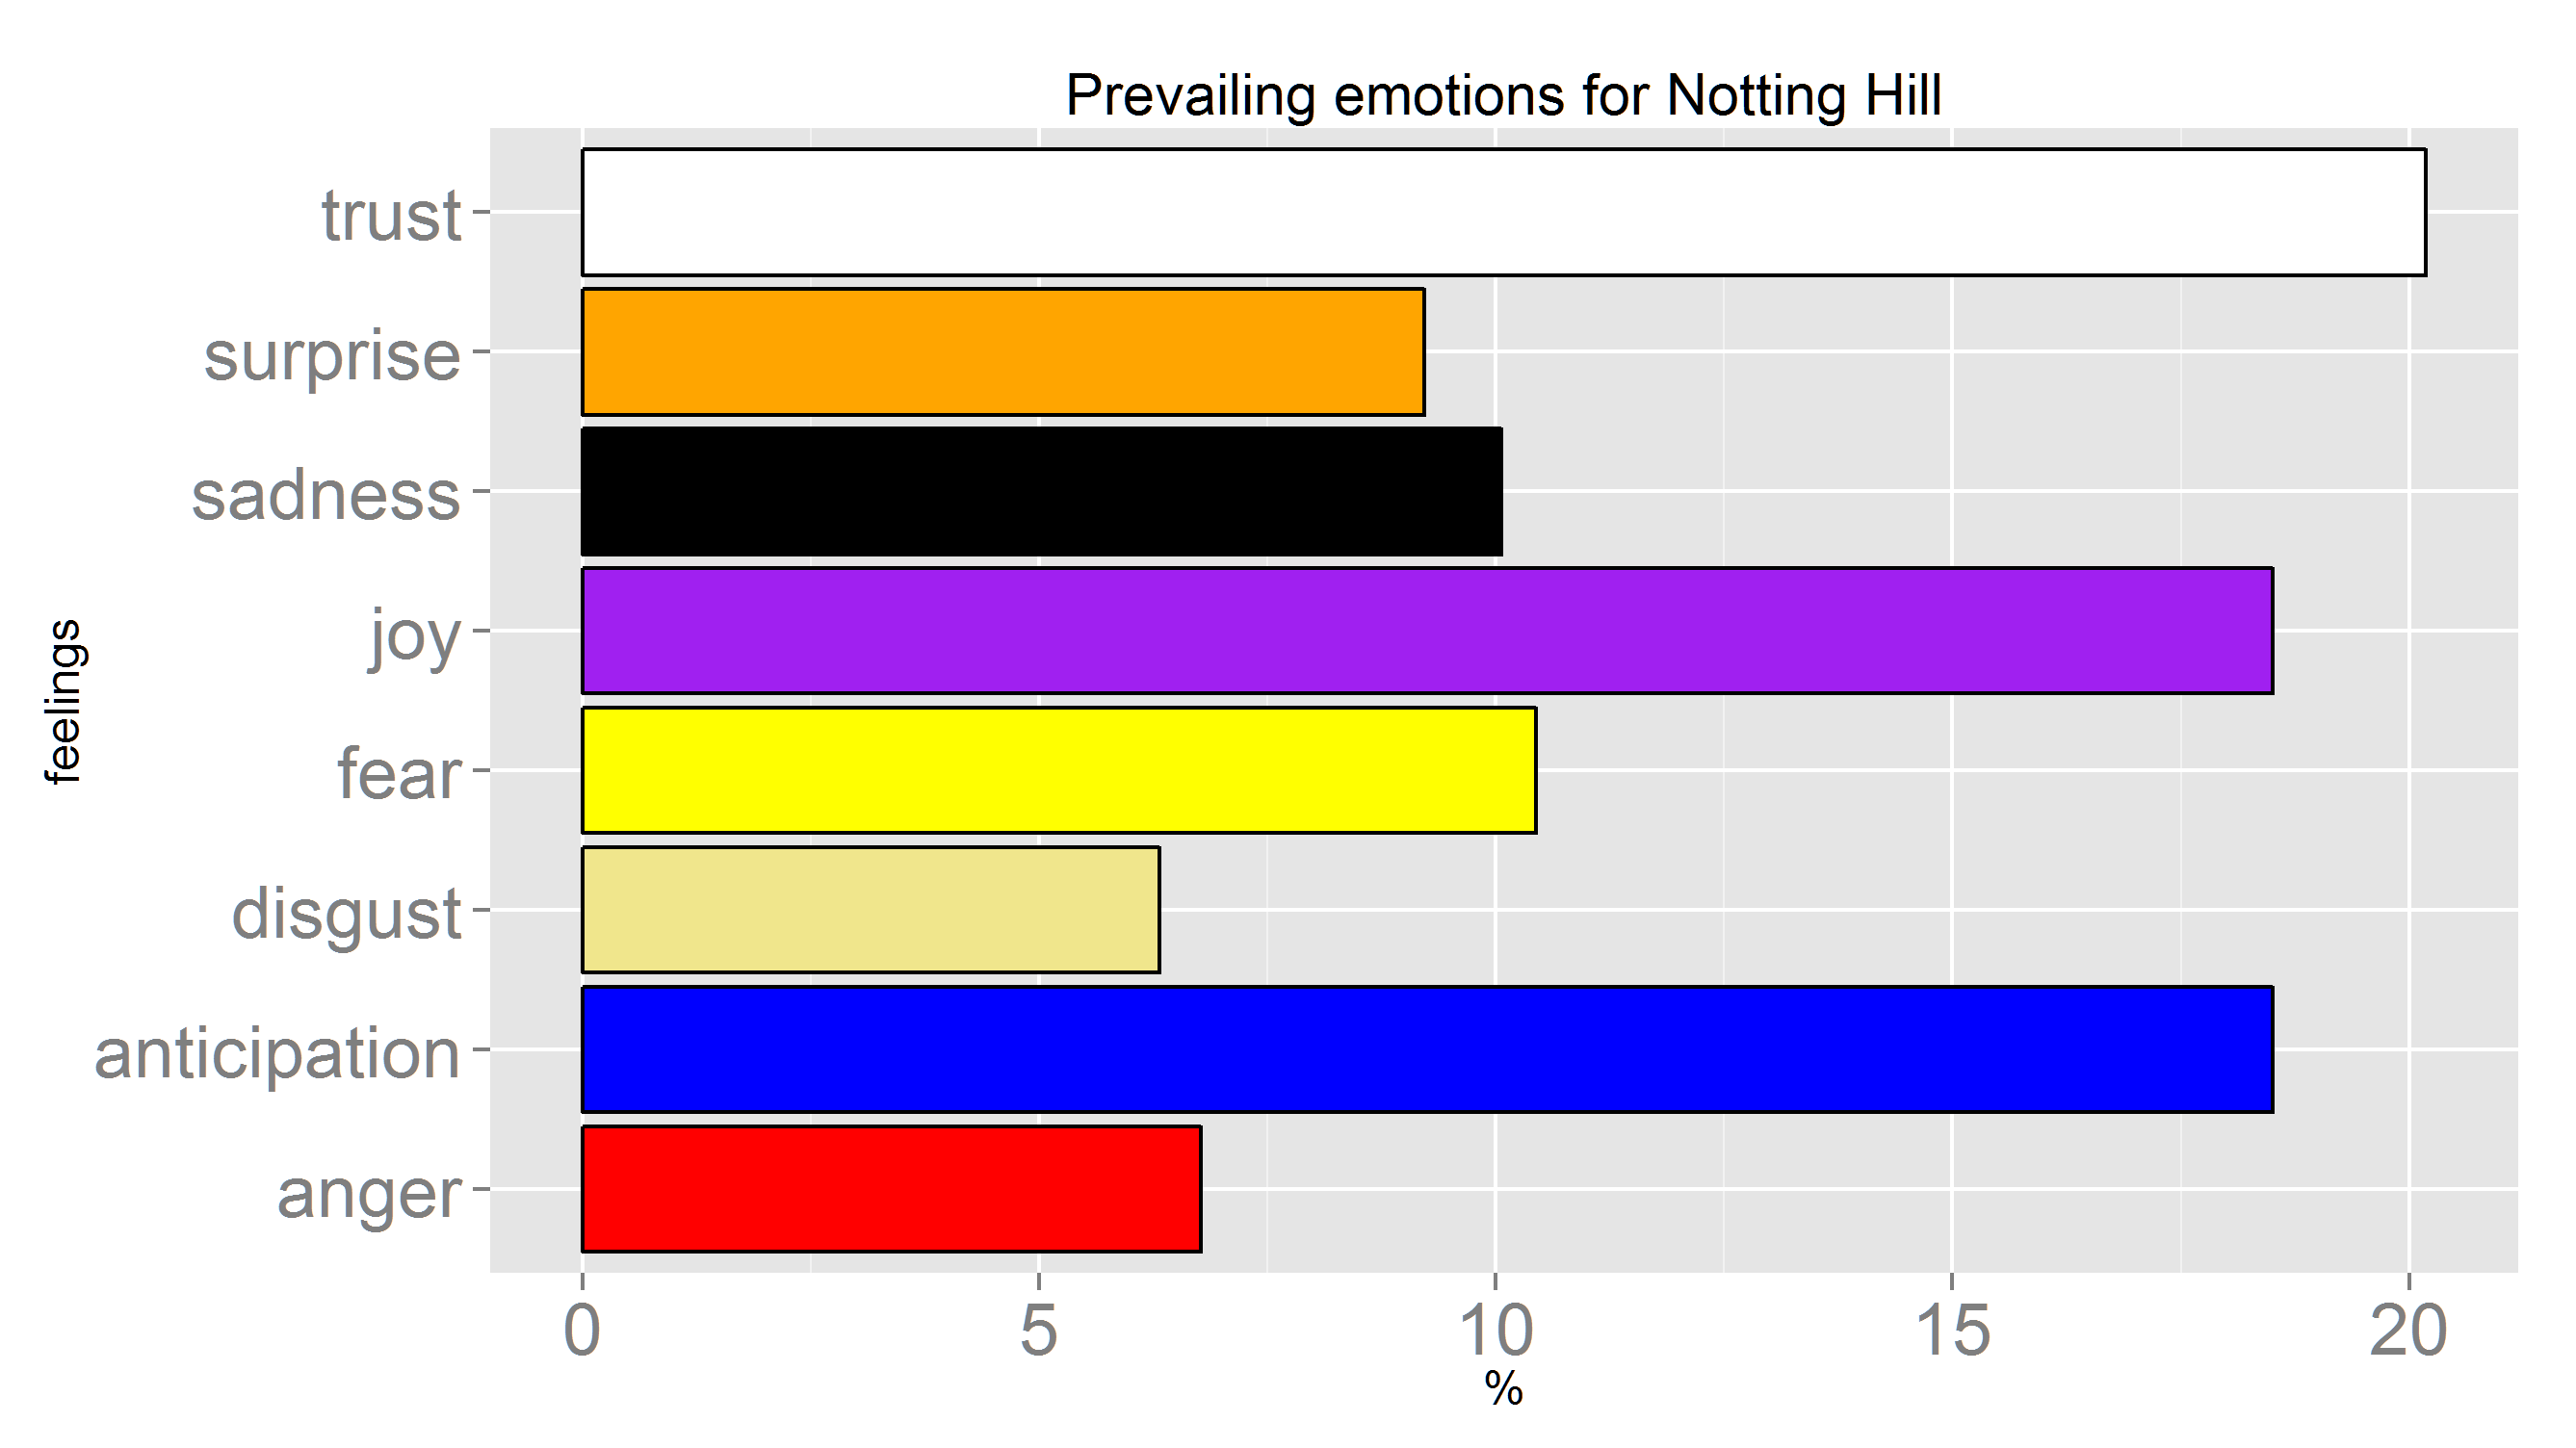 Prevailing emotions for Notting Hill
trust
surprise
sadness
joy
fear
disgust
anticipation
anger
feelings
0 5 10 15 20
%